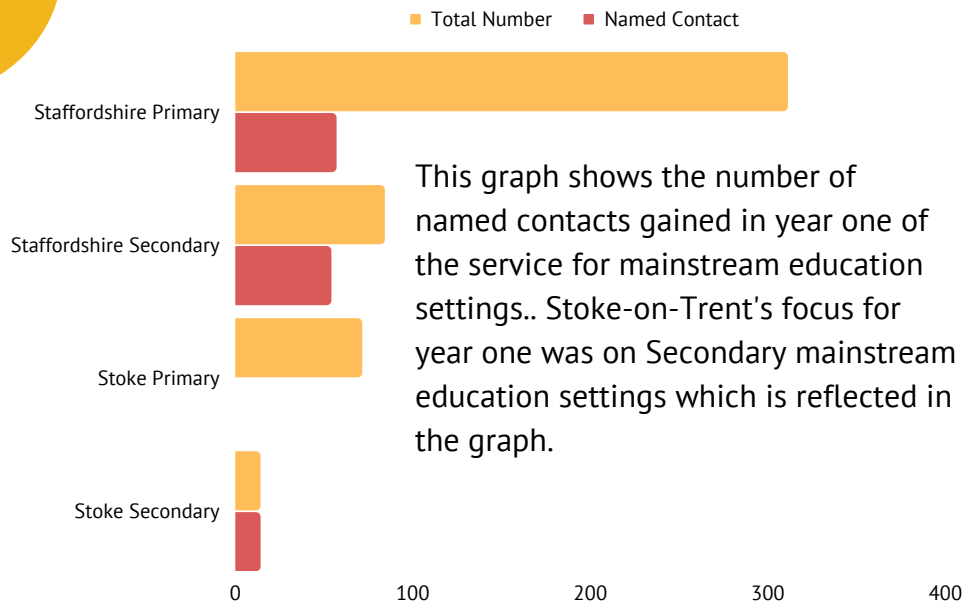 Total Number Named Contact
Staffordshire Primary
Staffordshire Secondary
Stoke Primary
Stoke Secondary
This graph shows the number of
named contacts gained in year one of
the service for mainstream education
settings.. Stoke-on-Trent's focus for
year one was on Secondary mainstream
education settings which is reflected in
the graph.
0 100 200 300 400